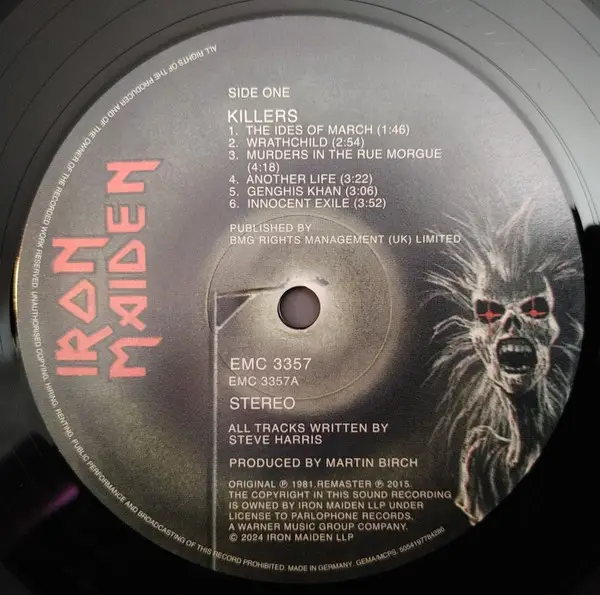 SIDE ONE
KILLERS
1. THE IDES OF MARCH (1:46)
2. WRATHCHILD (2:54)
3. MURDERS IN THE RUE MORGUE
(4:18)
4. ANOTHER LIFE (3:22)
5. GENGHIS KHAN (3:06)
6. INNOCENT EXILE (3:52)
PUBLISHED BY
BMG RIGHTS MANAGEMENT (UK) LIMITED
IRON
MAIDEN
EMC 3357
EMC 3357A
STEREO
ALL TRACKS WRITTEN BY
STEVE HARRIS
PRODUCED BY MARTIN BIRCH
ORIGINAL ℗ 1981.REMASTER ℗ 2015.
THE COPYRIGHT IN THIS SOUND RECORDING
IS OWNED BY IRON MAIDEN LLP UNDER
LICENSE TO PARLOPHONE RECORDS,
A WARNER MUSIC GROUP COMPANY.
© 2024 IRON MAIDEN LLP
ALL RIGHTS OF THE PRODUCER AND OF THE OWNER OF THE RECORDED WORK RESERVED. UNAUTHORISED COPYING, HIRING, RENTING, PUBLIC PERFORMANCE AND BROADCASTING OF THIS RECORD PROHIBITED. MADE IN GERMANY. GEMA/MCPS. 5054197764295